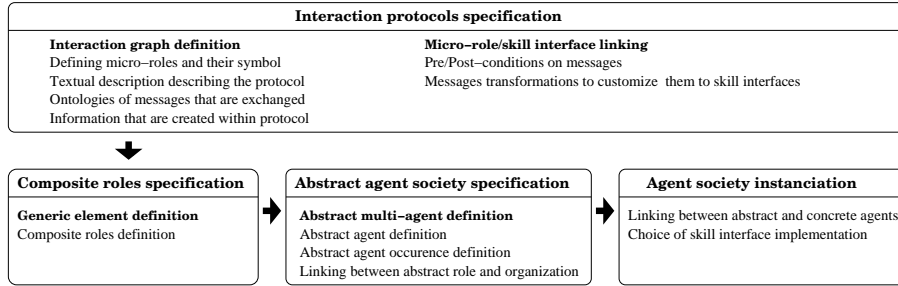 Interaction protocols specification
Interaction graph definition
Defining micro−roles and their symbol
Textual description describing the protocol
Ontologies of messages that are exchanged
Information that are created within protocol
Micro−role/skill interface linking
Pre/Post−conditions on messages
Messages transformations to customize them to skill interfaces
Composite roles specification
Generic element definition
Composite roles definition
Abstract agent society specification
Abstract multi−agent definition
Abstract agent definition
Abstract agent occurence definition
Linking between abstract role and organization
Agent society instanciation
Linking between abstract and concrete agents
Choice of skill interface implementation